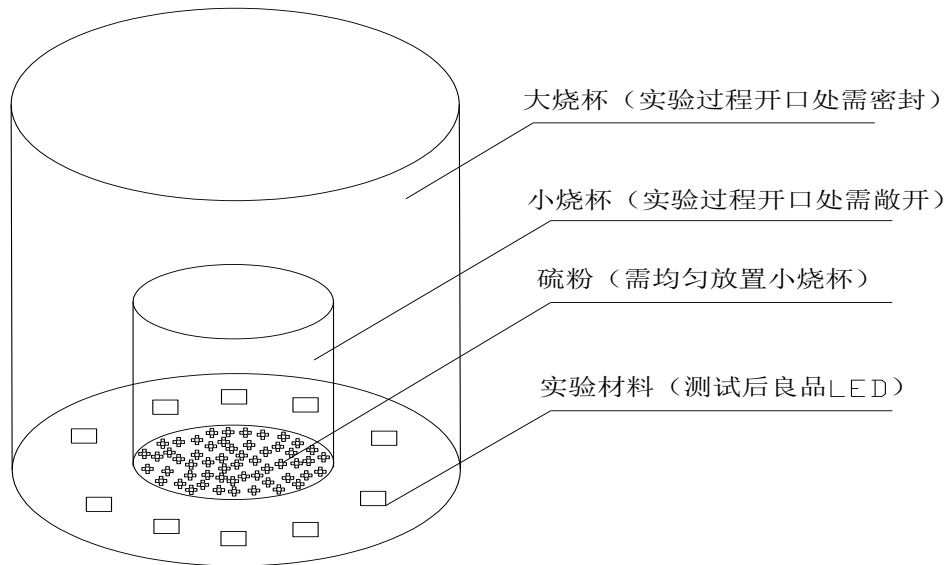 大烧杯（实验过程开口处需密封）
小烧杯（实验过程开口处需敞开）
硫粉（需均匀放置小烧杯）
实验材料（测试后良品LED）